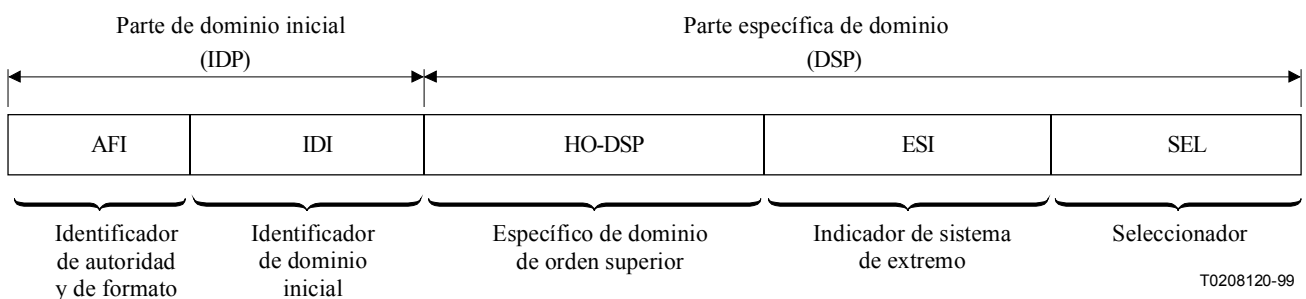 Parte de dominio inicial
(IDP)
Parte específica de dominio
(DSP)
AFI
IDI
HO-DSP
ESI
SEL
Identificador
de autoridad
y de formato
Identificador
de dominio
inicial
Específico de dominio
de orden superior
Indicador de sistema
de extremo
Seleccionador
T0208120-99